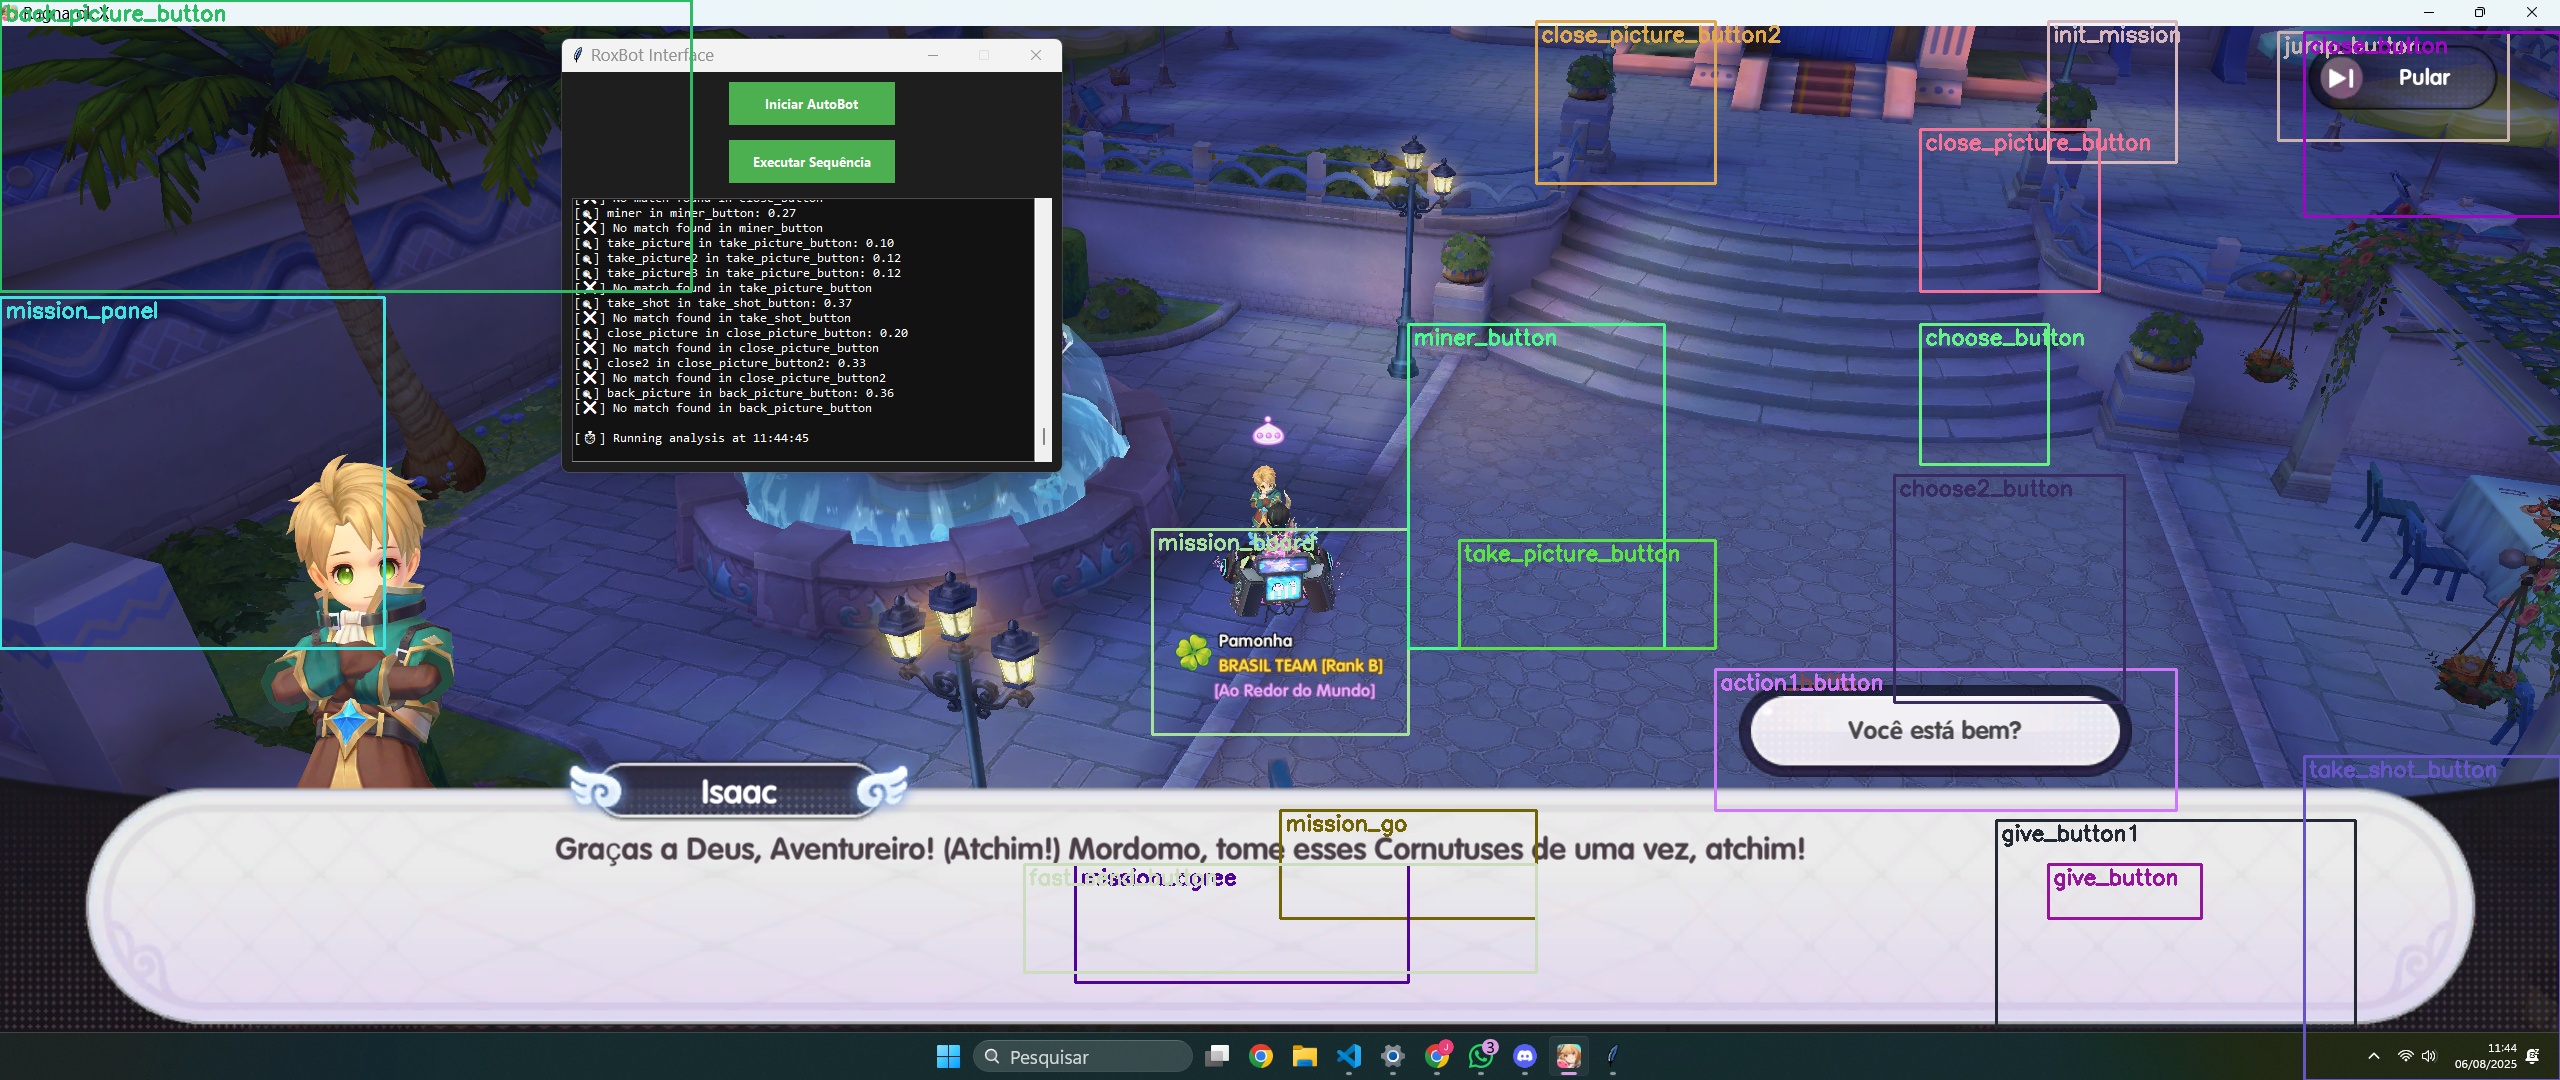 Ragnarok X
back_picture_button
RoxBot Interface
Iniciar AutoBot
Executar Sequência
[🔍] miner in miner_button: 0.27
[❌] No match found in miner_button
[🔍] take_picture in take_picture_button: 0.10
[🔍] take_picture2 in take_picture_button: 0.12
[🔍] take_picture3 in take_picture_button: 0.12
[❌] No match found in take_picture_button
[🔍] take_shot in take_shot_button: 0.37
[❌] No match found in take_shot_button
[🔍] close_picture in close_picture_button: 0.20
[❌] No match found in close_picture_button
[🔍] close2 in close_picture_button2: 0.33
[❌] No match found in close_picture_button2
[🔍] back_picture in back_picture_button: 0.36
[❌] No match found in back_picture_button
[⏱] Running analysis at 11:44:45
close_picture_button2
init_mission
jump_button
close_button
Pular
close_picture_button
mission_panel
miner_button
choose_button
choose2_button
mission_board
take_picture_button
Pamonha
BRASIL TEAM [Rank B]
[Ao Redor do Mundo]
action1_button
Você está bem?
take_shot_button
Isaac
mission_go
give_button1
Graças a Deus, Aventureiro! (Atchim!) Mordomo, tome esses Cornutuses de uma vez, atchim!
mission_agree
give_button
Pesquisar
3
11:44
06/08/2025